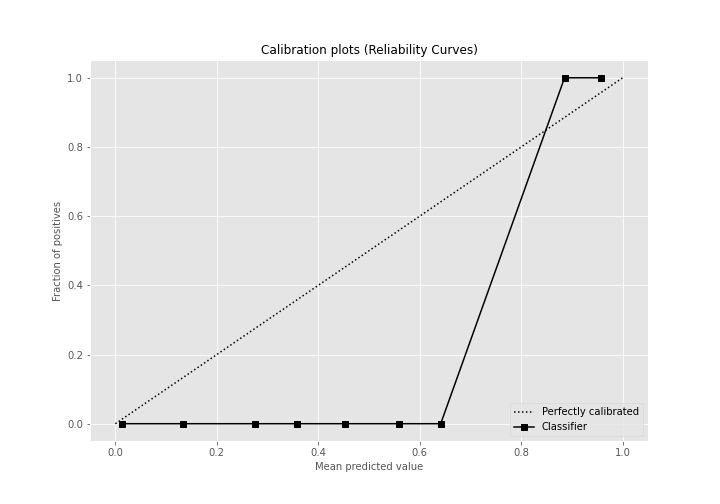 Calibration plots (Reliability Curves)
1.0
0.8
0.6
0.4
0.2
0.0
Fraction of positives
0.0 0.2 0.4 0.6 0.8 1.0
Mean predicted value
Perfectly calibrated
Classifier